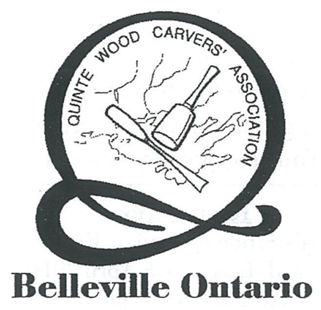 QUINTE WOOD CARVERS' ASSOCIATION
Belleville Ontario